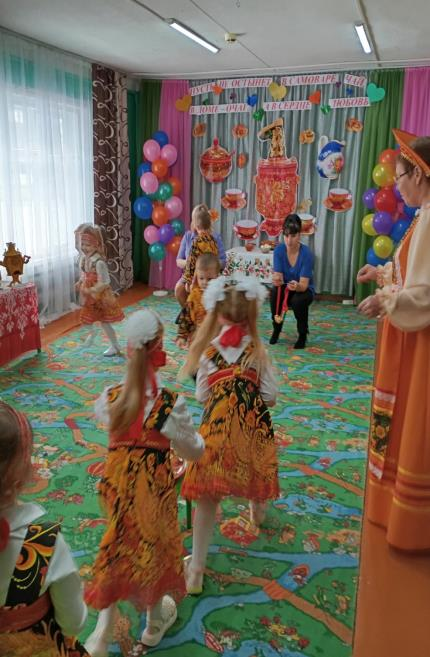 ПУСТЬ НЕ ОСТЫНЕТ В САМОВАРЕ ЧАЙ
В ДОМЕ - ОЧАГ А В СЕРДЦЕ ЛЮБОВЬ